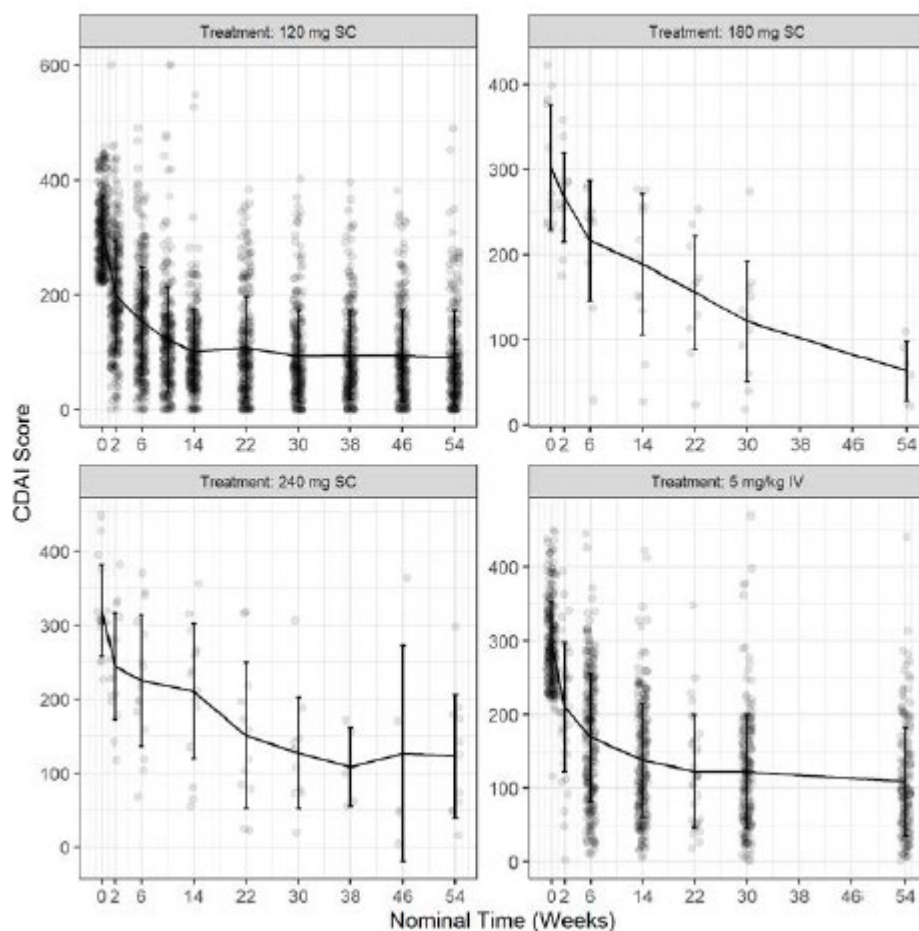 Treatment: 120 mg SC
Treatment: 180 mg SC
600
400
200
0
400
300
200
100
0
0 2 6 14 22 30 38 46 54
0 2 6 14 22 30 38 46 54
CDAI Score
Treatment: 240 mg SC
Treatment: 5 mg/kg IV
400
300
200
100
0
400
300
200
100
0
0 2 6 14 22 30 38 46 54
0 2 6 14 22 30 38 46 54
Nominal Time (Weeks)